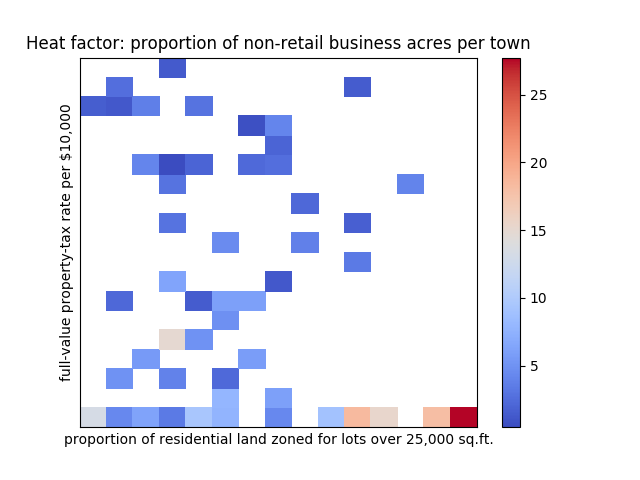 Heat factor: proportion of non-retail business acres per town
full-value property-tax rate per $10,000
25
20
15
10
5
proportion of residential land zoned for lots over 25,000 sq.ft.